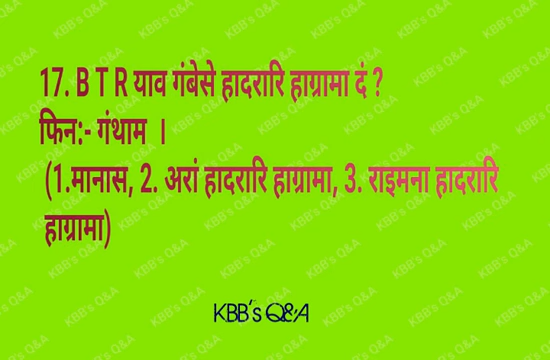 17. B T R याव गंबेसे हादरारि हाग्रामा दं ?
फिन:- गंथाम ।
(1.मानास, 2. अरां हादरारि हाग्रामा, 3. राइमना हादरारि
हाग्रामा)
KBB's Q&A